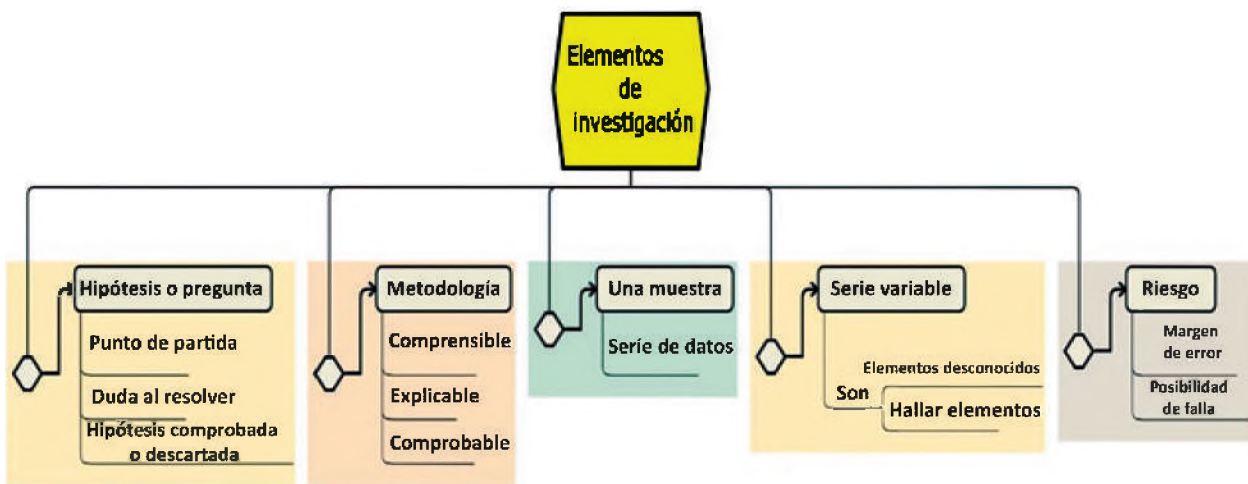 Elementos
de
investigación
Hipótesis o pregunta
Punto de partida
Duda al resolver
Hipótesis comprobada
o descartada
Metodología
Comprensible
Explicable
Comprobable
Una muestra
Seríe de datos
Serie variable
Son
Elementos desconocidos
Hallar elementos
Riesgo
Margen
de error
Posibilidad
de falla